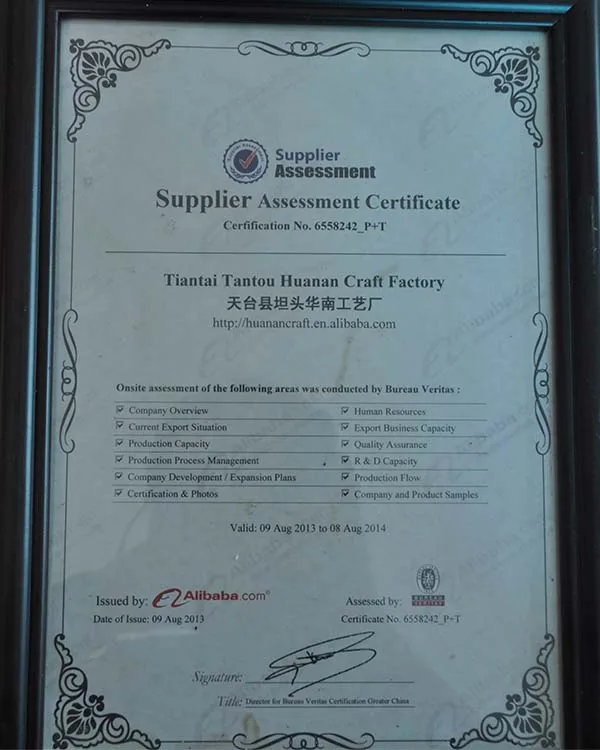 Supplier Assessment
Supplier
Assessment
Supplier Assessment Certificate
Cerfification No. 6558242_P+T
Tiantai Tantou Huanan Craft Factory
天台县坦头华南工艺厂
http://huanancraft.en.alibaba.com
Onsite assessment of the following areas was conducted by Bureau Veritas :
Company Overview Human Resources
Current Export Situation Export Business Capacity
Production Capacity Quality Assurance
Production Process Management R & D Capacity
Company Development / Expansion Plans Production Flow
Certification & Photos Company and Product Samples
Valid: 09 Aug 2013 to 08 Aug 2014
Issued by: Alibaba.com® Assessed by: BUREAU VERITAS
Date of Issue: 09 Aug 2013 Certificate No. 6558242_P+T
Signature:
Title: Director for Bureau Veritas Certification Greater China